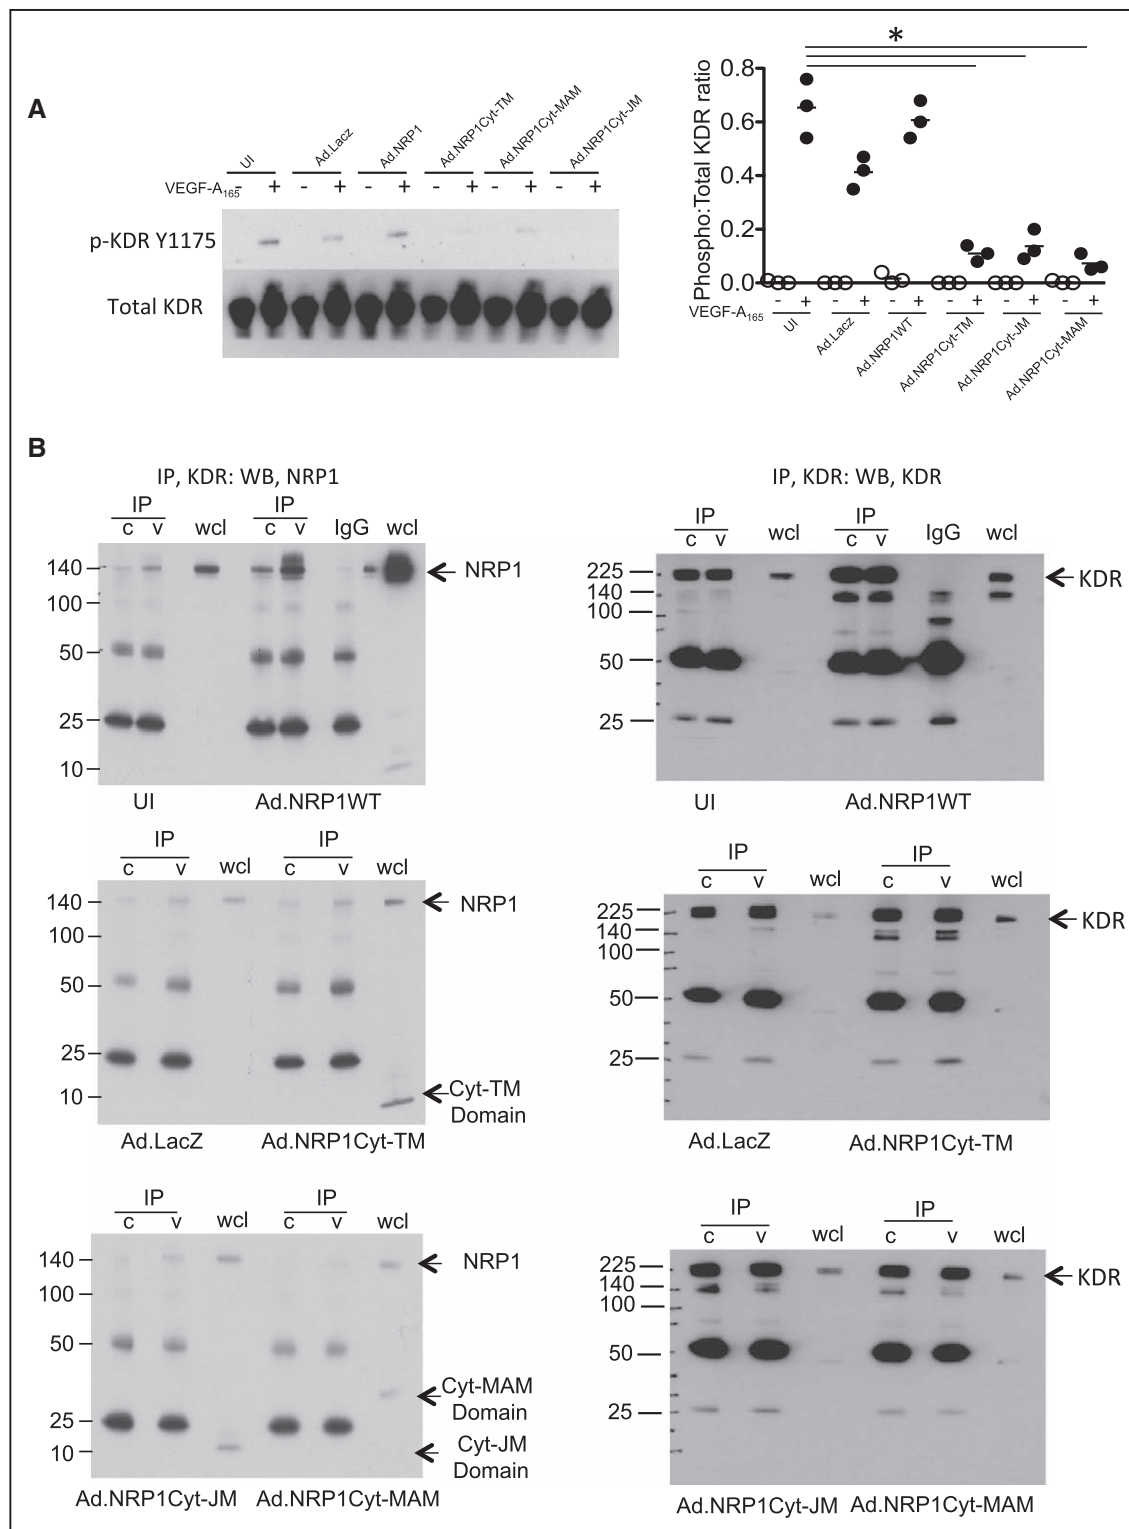 A
UI
Ad.Lacz
Ad.NRP1
Ad.NRP1Cyt-TM
Ad.NRP1Cyt-MAM
Ad.NRP1Cyt-JM
VEGF-A165 - + - + - + - + - + - +
p-KDR Y1175
Total KDR
*
Phospho:Total KDR ratio
0.8
0.6
0.4
0.2
0.0
VEGF-A165 - + - + - + - + - + - +
UI
Ad.Lacz
Ad.NRP1WT
Ad.NRP1Cyt-TM
Ad.NRP1Cyt-JM
Ad.NRP1Cyt-MAM
B
IP, KDR: WB, NRP1
IP IP
c v wcl c v IgG wcl
140
100
50
25
10
NRP1
UI Ad.NRP1WT
IP, KDR: WB, KDR
IP IP
c v wcl c v IgG wcl
225
140
100
50
25
KDR
UI Ad.NRP1WT
IP IP
c v wcl c v wcl
140
100
50
25
10
NRP1
Cyt-TM
Domain
Ad.LacZ Ad.NRP1Cyt-TM
IP IP
c v wcl c v wcl
225
140
100
50
25
KDR
Ad.LacZ Ad.NRP1Cyt-TM
IP IP
c v wcl c v wcl
140
100
50
25
10
NRP1
Cyt-MAM
Domain
Cyt-JM
Domain
Ad.NRP1Cyt-JM Ad.NRP1Cyt-MAM
IP IP
c v wcl c v wcl
225
140
100
50
25
KDR
Ad.NRP1Cyt-JM Ad.NRP1Cyt-MAM